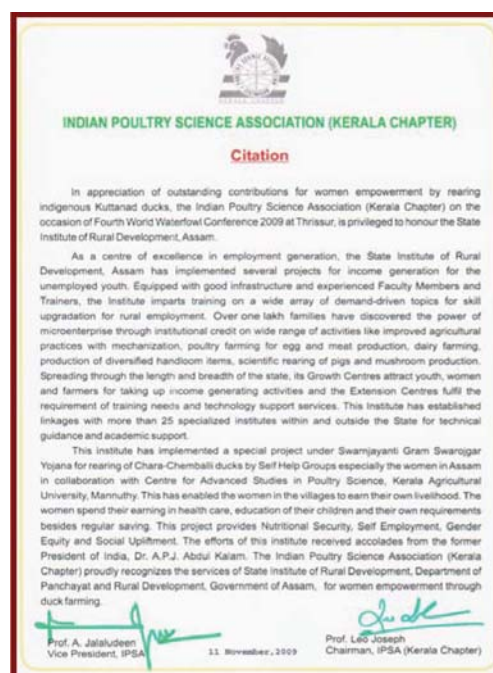 KERALA CHAPTER
INDIAN POULTRY SCIENCE ASSOCIATION (KERALA CHAPTER)
Citation
In appreciation of outstanding contributions for women empowerment by rearing
indigenous Kuttanad ducks, the Indian Poultry Science Association (Kerala Chapter) on the
occasion of Fourth World Waterfowl Conference 2009 at Thrissur, is privileged to honour the State
Institute of Rural Development, Assam.
As a centre of excellence in employment generation, the State Institute of Rural
Development, Assam has implemented several projects for income generation for the
unemployed youth. Equipped with good infrastructure and experienced Faculty Members and
Trainers, the Institute imparts training on a wide array of demand-driven topics for skill
upgradation for rural employment. Over one lakh families have discovered the power of
microenterprise through institutional credit on wide range of activities like improved agricultural
practices with mechanization, poultry farming for egg and meat production, dairy farming,
production of diversified handloom items, scientific rearing of pigs and mushroom production.
Spreading through the length and breadth of the state, its Growth Centres attract youth, women
and farmers for taking up income generating activities and the Extension Centres fulfil the
requirement of training needs and technology support services. This Institute has established
linkages with more than 25 specialized institutes within and outside the State for technical
guidance and academic support.
This institute has implemented a special project under Swarnjayanti Gram Swarojgar
Yojana for rearing of Chara-Chemballi ducks by Self Help Groups especially the women in Assam
in collaboration with Centre for Advanced Studies in Poultry Science, Kerala Agricultural
University, Mannuthy. This has enabled the women in the villages to earn their own livelihood. The
women spend their earning in health care, education of their children and their own requirements
besides regular saving. This project provides Nutritional Security, Self Employment, Gender
Equity and Social Upliftment. The efforts of this institute received accolades from the former
President of India, Dr. A.P.J. Abdul Kalam. The Indian Poultry Science Association (Kerala
Chapter) proudly recognizes the services of State Institute of Rural Development, Department of
Panchayat and Rural Development, Government of Assam, for women empowerment through
duck farming.
Prof. A. Jalaludeen
Vice President, IPSA
11 November, 2009
Prof. Leo Joseph
Chairman, IPSA (Kerala Chapter)